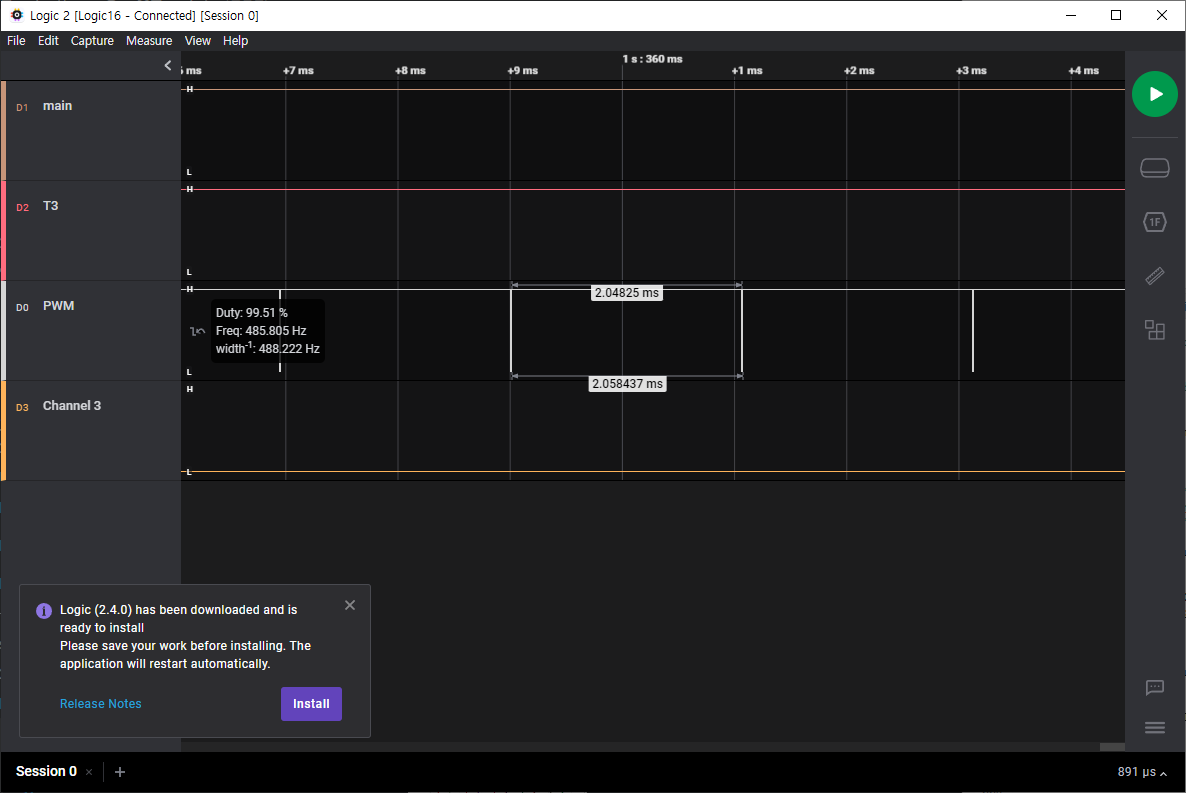 Logic 2 [Logic16 - Connected] [Session 0]
File Edit Capture Measure View Help
1 s : 360 ms
ms +7 ms +8 ms +9 ms +1 ms +2 ms +3 ms +4 ms
D1 main
H
L
D2 T3
H
L
D0 PWM
H
L
2.04825 ms
Duty: 99.51 %
Freq: 485.805 Hz
width-1: 488.222 Hz
2.058437 ms
D3 Channel 3
H
L
1F
Logic (2.4.0) has been downloaded and is
ready to install
Please save your work before installing. The
application will restart automatically.
Release Notes Install
Session 0
891 µs